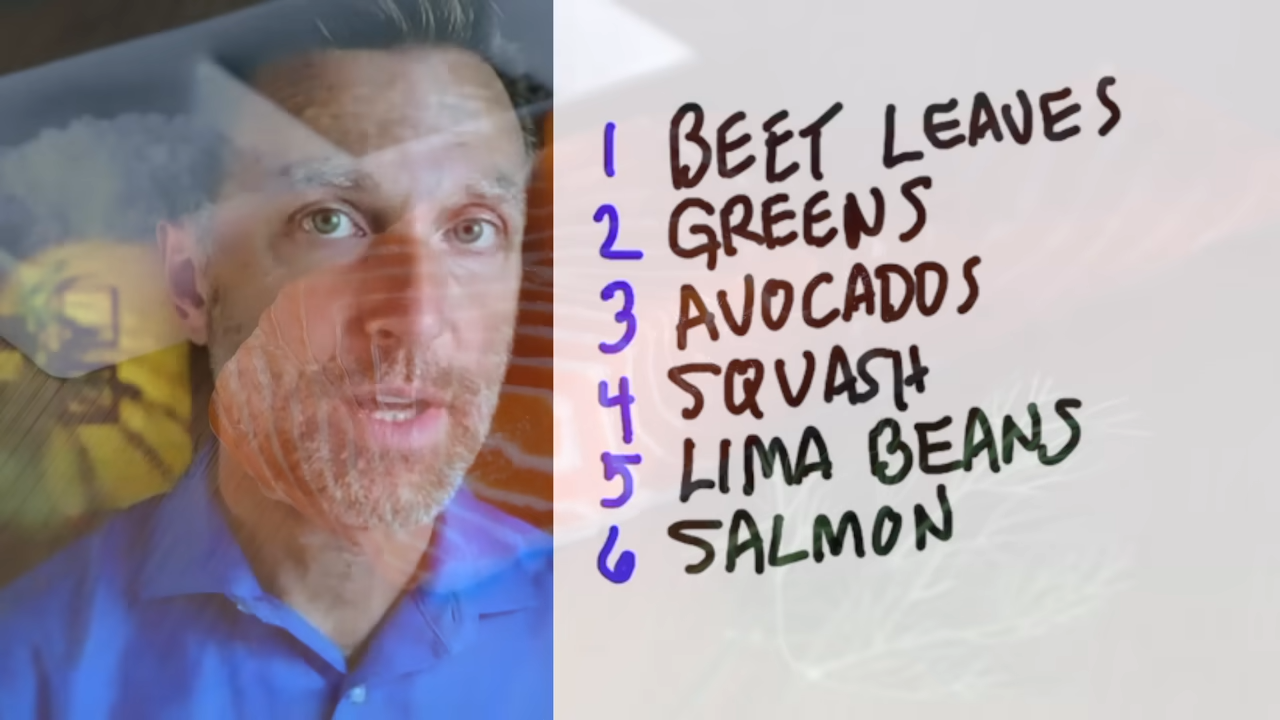 1 BEET LEAVES
2 GREENS
3 AVOCADOS
4 SQUASH
5 LIMA BEANS
6 SALMON